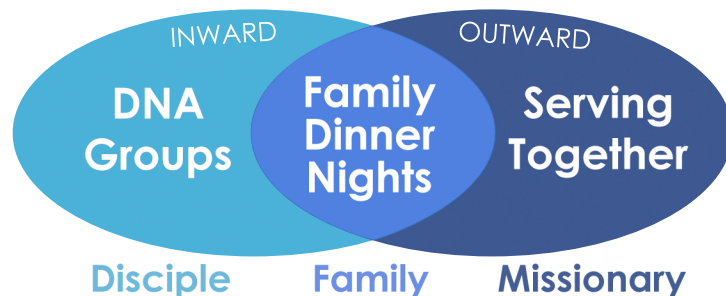 INWARD
OUTWARD
DNA
Groups
Family
Dinner
Nights
Serving
Together
Disciple
Family
Missionary